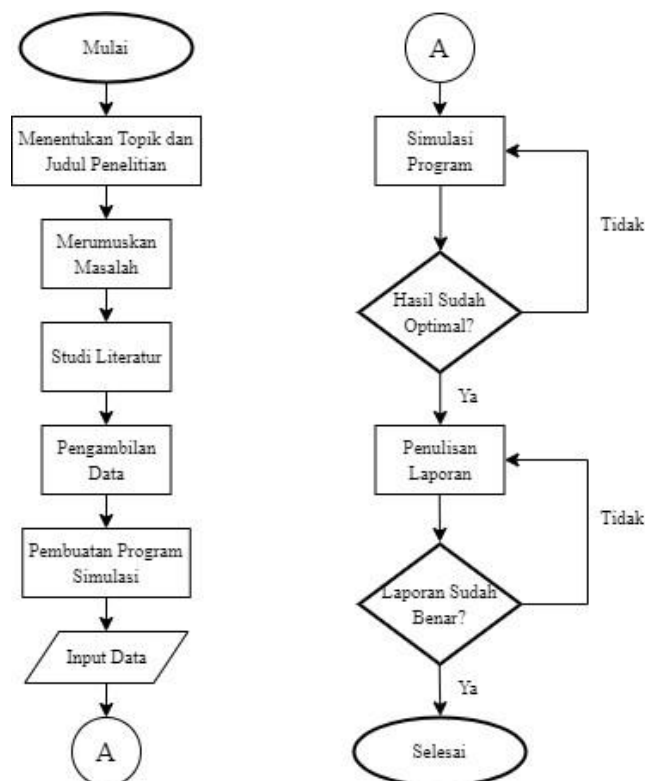 Mulai
Menentukan Topik dan
Judul Penelitian
Merumuskan
Masalah
Studi Literatur
Pengambilan
Data
Pembuatan Program
Simulasi
Input Data
A
A
Simulasi
Program
Tidak
Hasil Sudah
Optimal?
Ya
Penulisan
Laporan
Tidak
Laporan Sudah
Benar?
Ya
Selesai